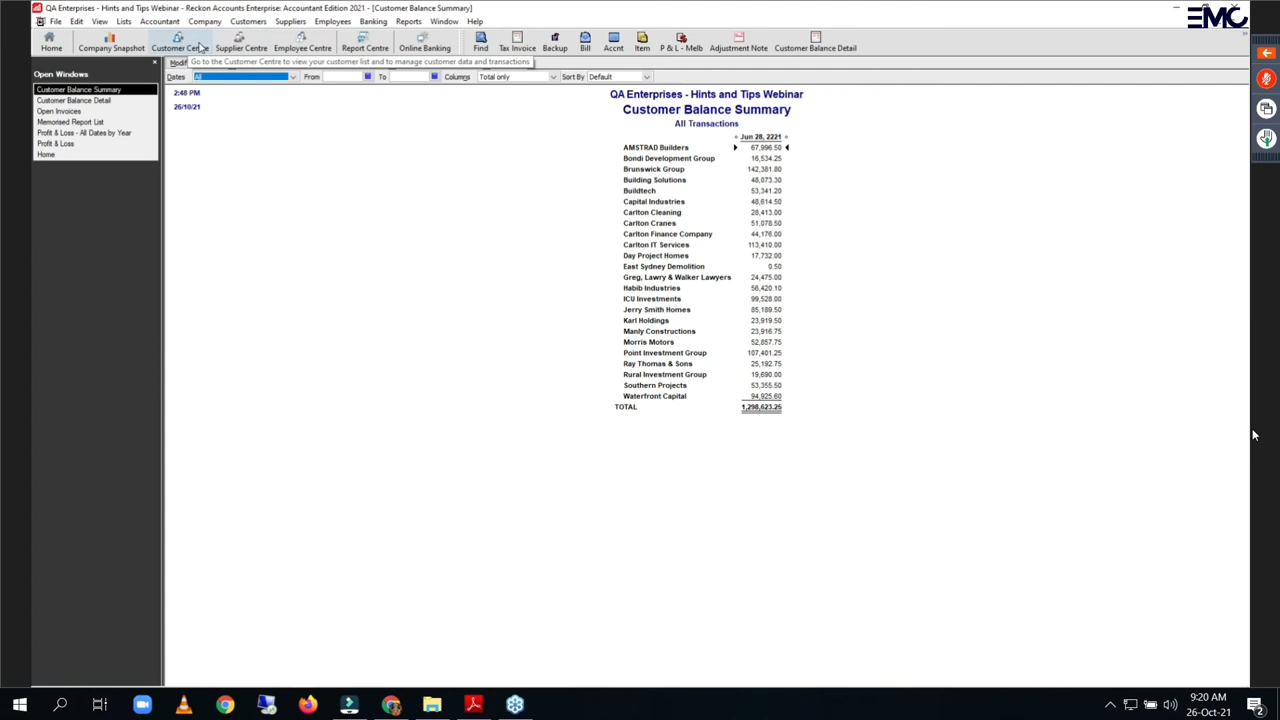 QA Enterprises - Hints and Tips Webinar - Reckon Accounts Enterprise: Accountant Edition 2021 - [Customer Balance Summary]
EMC
File Edit View Lists Accountant Company Customers Suppliers Employees Banking Reports Window Help
Home Company Snapshot Customer Centre Supplier Centre Employee Centre Report Centre Online Banking Find Tax Invoice Backup Bill Accnt Item P & L - Melb Adjustment Note Customer Balance Detail
Go to the Customer Centre to view your customer list and to manage customer data and transactions
Open Windows
Customer Balance Summary
Customer Balance Detail
Open Invoices
Memorised Report List
Profit & Loss - All Dates by Year
Profit & Loss
Home
Dates All From To Columns Total only Sort By Default
2:48 PM
26/10/21
QA Enterprises - Hints and Tips Webinar
Customer Balance Summary
All Transactions
Jun 28, 2221
AMSTRAD Builders 67,996.50
Bondi Development Group 16,534.25
Brunswick Group 142,381.80
Building Solutions 48,073.30
Buildtech 53,341.20
Capital Industries 48,614.50
Carlton Cleaning 28,413.00
Carlton Cranes 51,078.50
Carlton Finance Company 44,176.00
Carlton IT Services 113,410.00
Day Project Homes 17,732.00
East Sydney Demolition 0.50
Greg, Lawry & Walker Lawyers 24,475.00
Habib Industries 56,420.10
ICU Investments 99,528.00
Jerry Smith Homes 85,189.50
Karl Holdings 23,919.50
Manly Constructions 23,916.75
Morris Motors 52,857.75
Point Investment Group 107,401.25
Ray Thomas & Sons 25,192.75
Rural Investment Group 19,690.00
Southern Projects 53,355.50
Waterfront Capital 94,925.60
TOTAL 1,298,623.25
9:20 AM
26-Oct-21
2